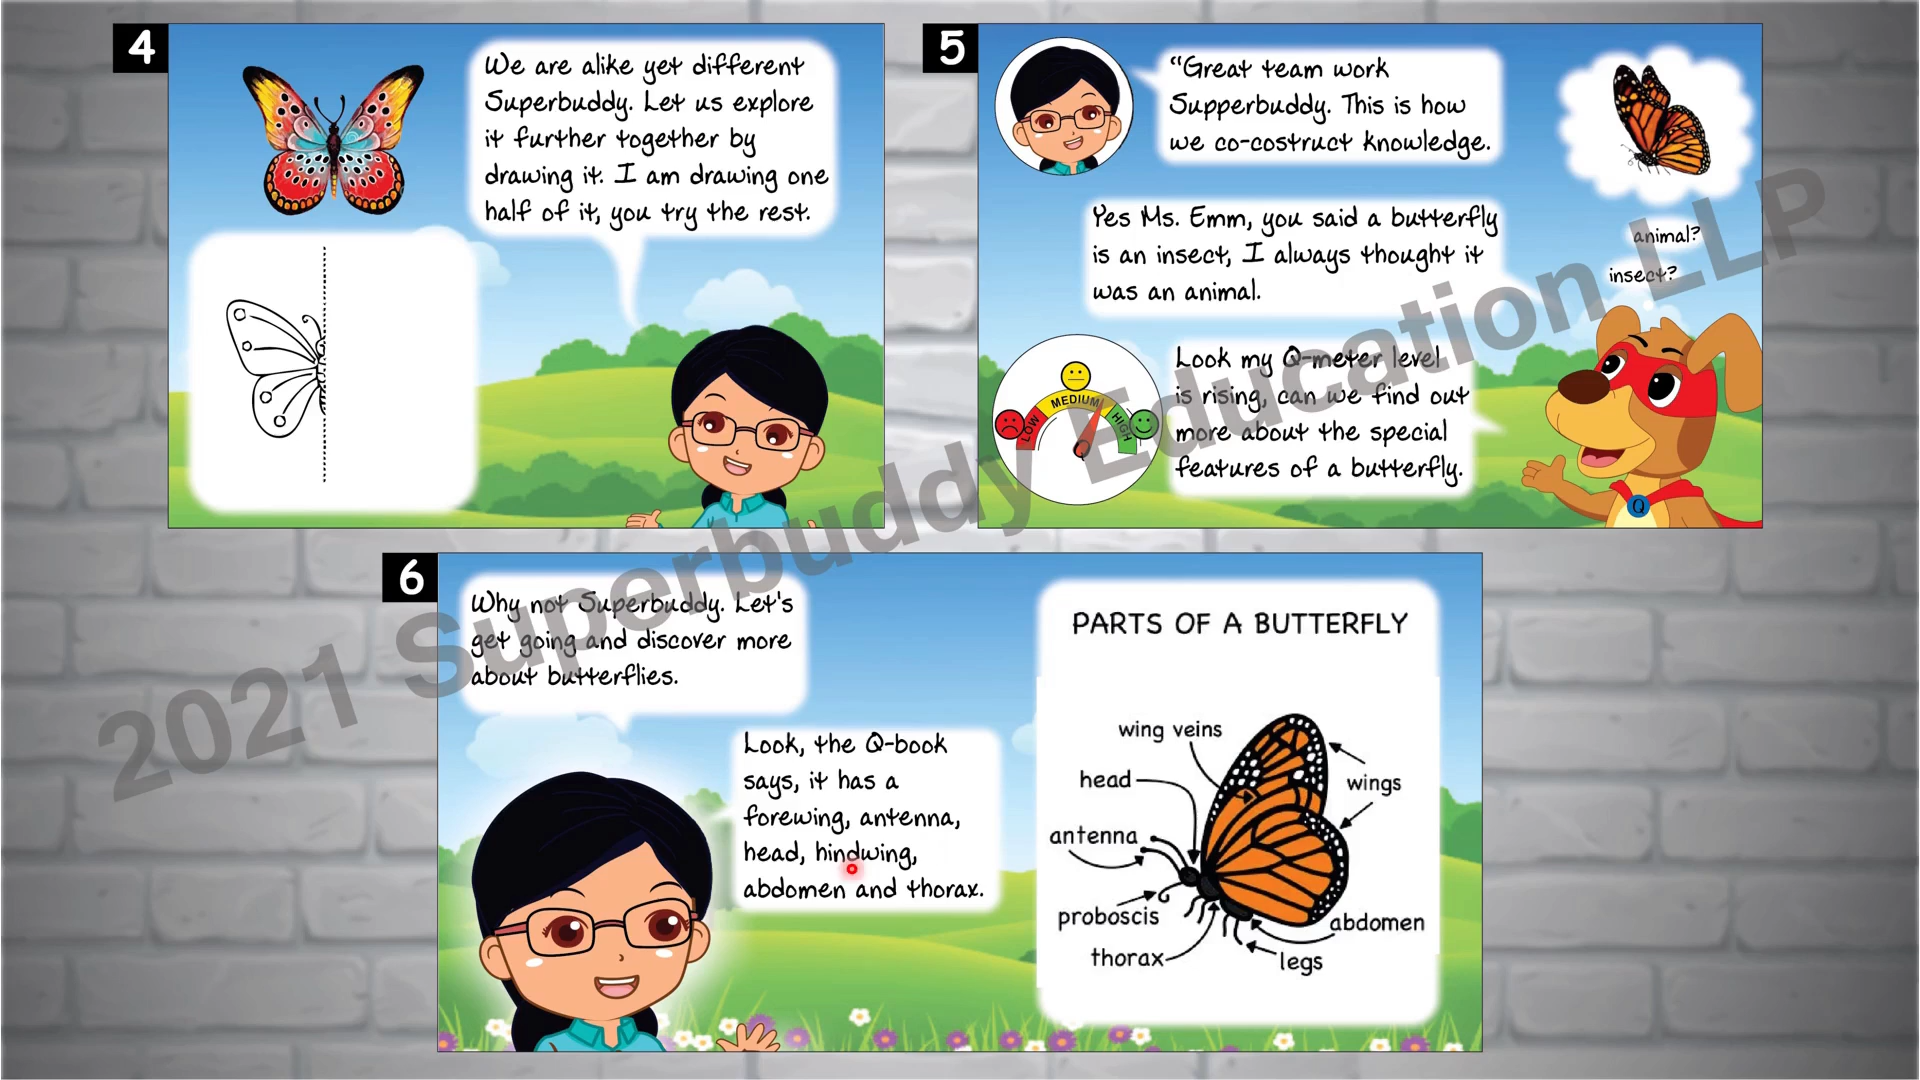 4
We are alike yet different
Superbuddy. Let us explore
it further together by
drawing it. I am drawing one
half of it, you try the rest.
5
“Great team work
Supperbuddy. This is how
we co-costruct knowledge.
Yes Ms. Emm, you said a butterfly
is an insect, I always thought it
was an animal.
animal?
insect?
Look my Q-meter level
is rising, can we find out
more about the special
features of a butterfly.
LOW
MEDIUM
HIGH
Q
Q
6
Why not Superbuddy. Let's
get going and discover more
about butterflies.
Look, the Q-book
says, it has a
forewing, antenna,
head, hindwing,
abdomen and thorax.
PARTS OF A BUTTERFLY
wing veins
head
wings
antenna
proboscis
abdomen
thorax
legs
2021 Superbuddy Education LLP